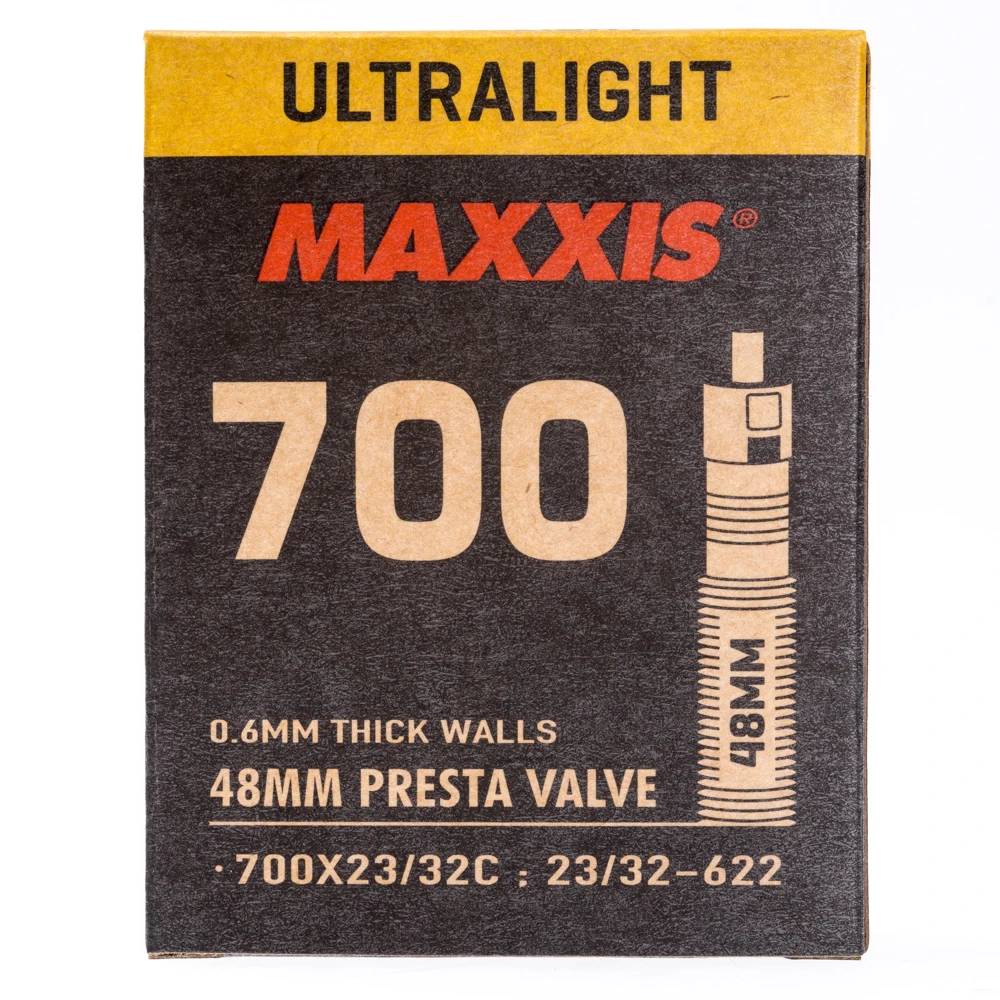 ULTRALIGHT
MAXXIS®
700
48MM
0.6MM THICK WALLS
48MM PRESTA VALVE
·700X23/32C ; 23/32-622